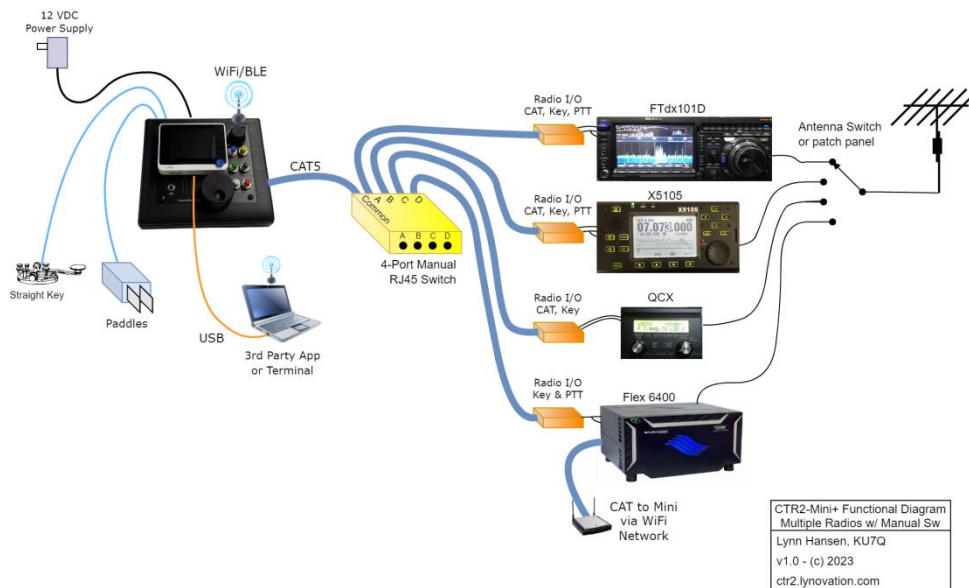 12 VDC
Power Supply
WiFi/BLE
CAT5
Straight Key
Paddles
USB
3rd Party App
or Terminal
Common
A
B
C
D
A B C D
4-Port Manual
RJ45 Switch
Radio I/O
CAT, Key, PTT
FTdx101D
Radio I/O
CAT, Key, PTT
X5105
X5105
07.073.000
Radio I/O
CAT, Key
QCX
Radio I/O
Key & PTT
Flex 6400
CAT to Mini
via WiFi
Network
Antenna Switch
or patch panel
CTR2-Mini+ Functional Diagram
Multiple Radios w/ Manual Sw
Lynn Hansen, KU7Q
v1.0 - (c) 2023
ctr2.lynovation.com